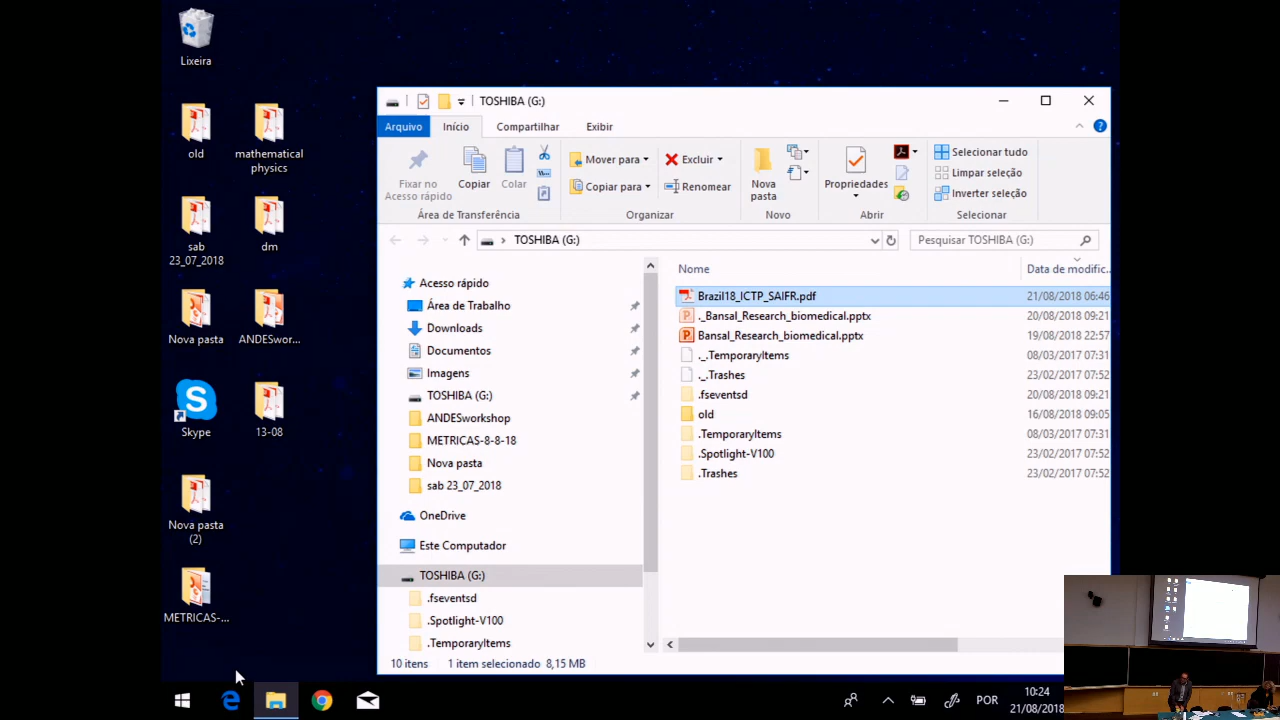 Lixeira
old
mathematical
physics
sab
23_07_2018
dm
Nova pasta
ANDESwor...
Skype
13-08
Nova pasta
(2)
METRICAS-...
TOSHIBA (G:)
Arquivo
Início
Compartilhar
Exibir
Fixar no
Acesso rápido
Copiar
Colar
Área de Transferência
Mover para
Copiar para
Excluir
Renomear
Organizar
Nova
pasta
Novo
Propriedades
Abrir
Selecionar tudo
Limpar seleção
Inverter seleção
Selecionar
TOSHIBA (G:)
Pesquisar TOSHIBA (G:)
Acesso rápido
Área de Trabalho
Downloads
Documentos
Imagens
TOSHIBA (G:)
ANDESworkshop
METRICAS-8-8-18
Nova pasta
sab 23_07_2018
OneDrive
Este Computador
TOSHIBA (G:)
.fseventsd
.Spotlight-V100
.TemporaryItems
Nome Data de modific...
Brazil18_ICTP_SAIFR.pdf 21/08/2018 06:46
._Bansal_Research_biomedical.pptx 20/08/2018 09:21
Bansal_Research_biomedical.pptx 19/08/2018 22:57
._.TemporaryItems 08/03/2017 07:31
._.Trashes 23/02/2017 07:52
.fseventsd 20/08/2018 09:21
old 16/08/2018 09:05
.TemporaryItems 08/03/2017 07:31
.Spotlight-V100 23/02/2017 07:52
.Trashes 23/02/2017 07:52
10 itens 1 item selecionado 8,15 MB
POR
10:24
21/08/2018